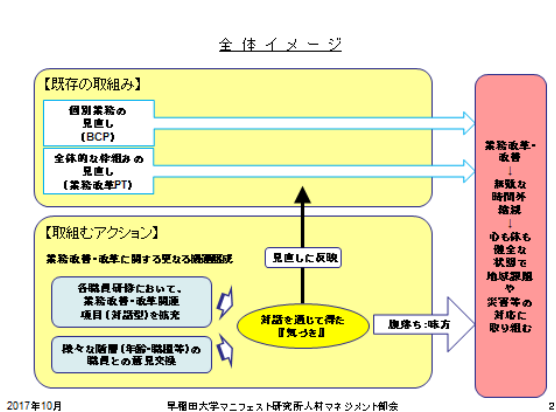 全体イメージ
【既存の取組み】
個別業務の
見直し
(BCP)
全体的な枠組みの
見直し
(業務改革PT)
【取組むアクション】
業務改善・改革に関する更なる機運醸成
各職員研修において、
業務改善・改革関連
項目(対話型)を拡充
様々な階層(年齢・職種等)の
職員との意見交換
見直した反映
対話を通じて得た
『気づき』
腹落ち:味方
業務改革・
改善
↓
無駄な
時間外
縮減
↓
心も体も
健全な
状態で
地域課題
や
災害等の
対応に
取り組む
2017年10月
早稲田大学マニフェスト研究所人材マネジメント部会
2